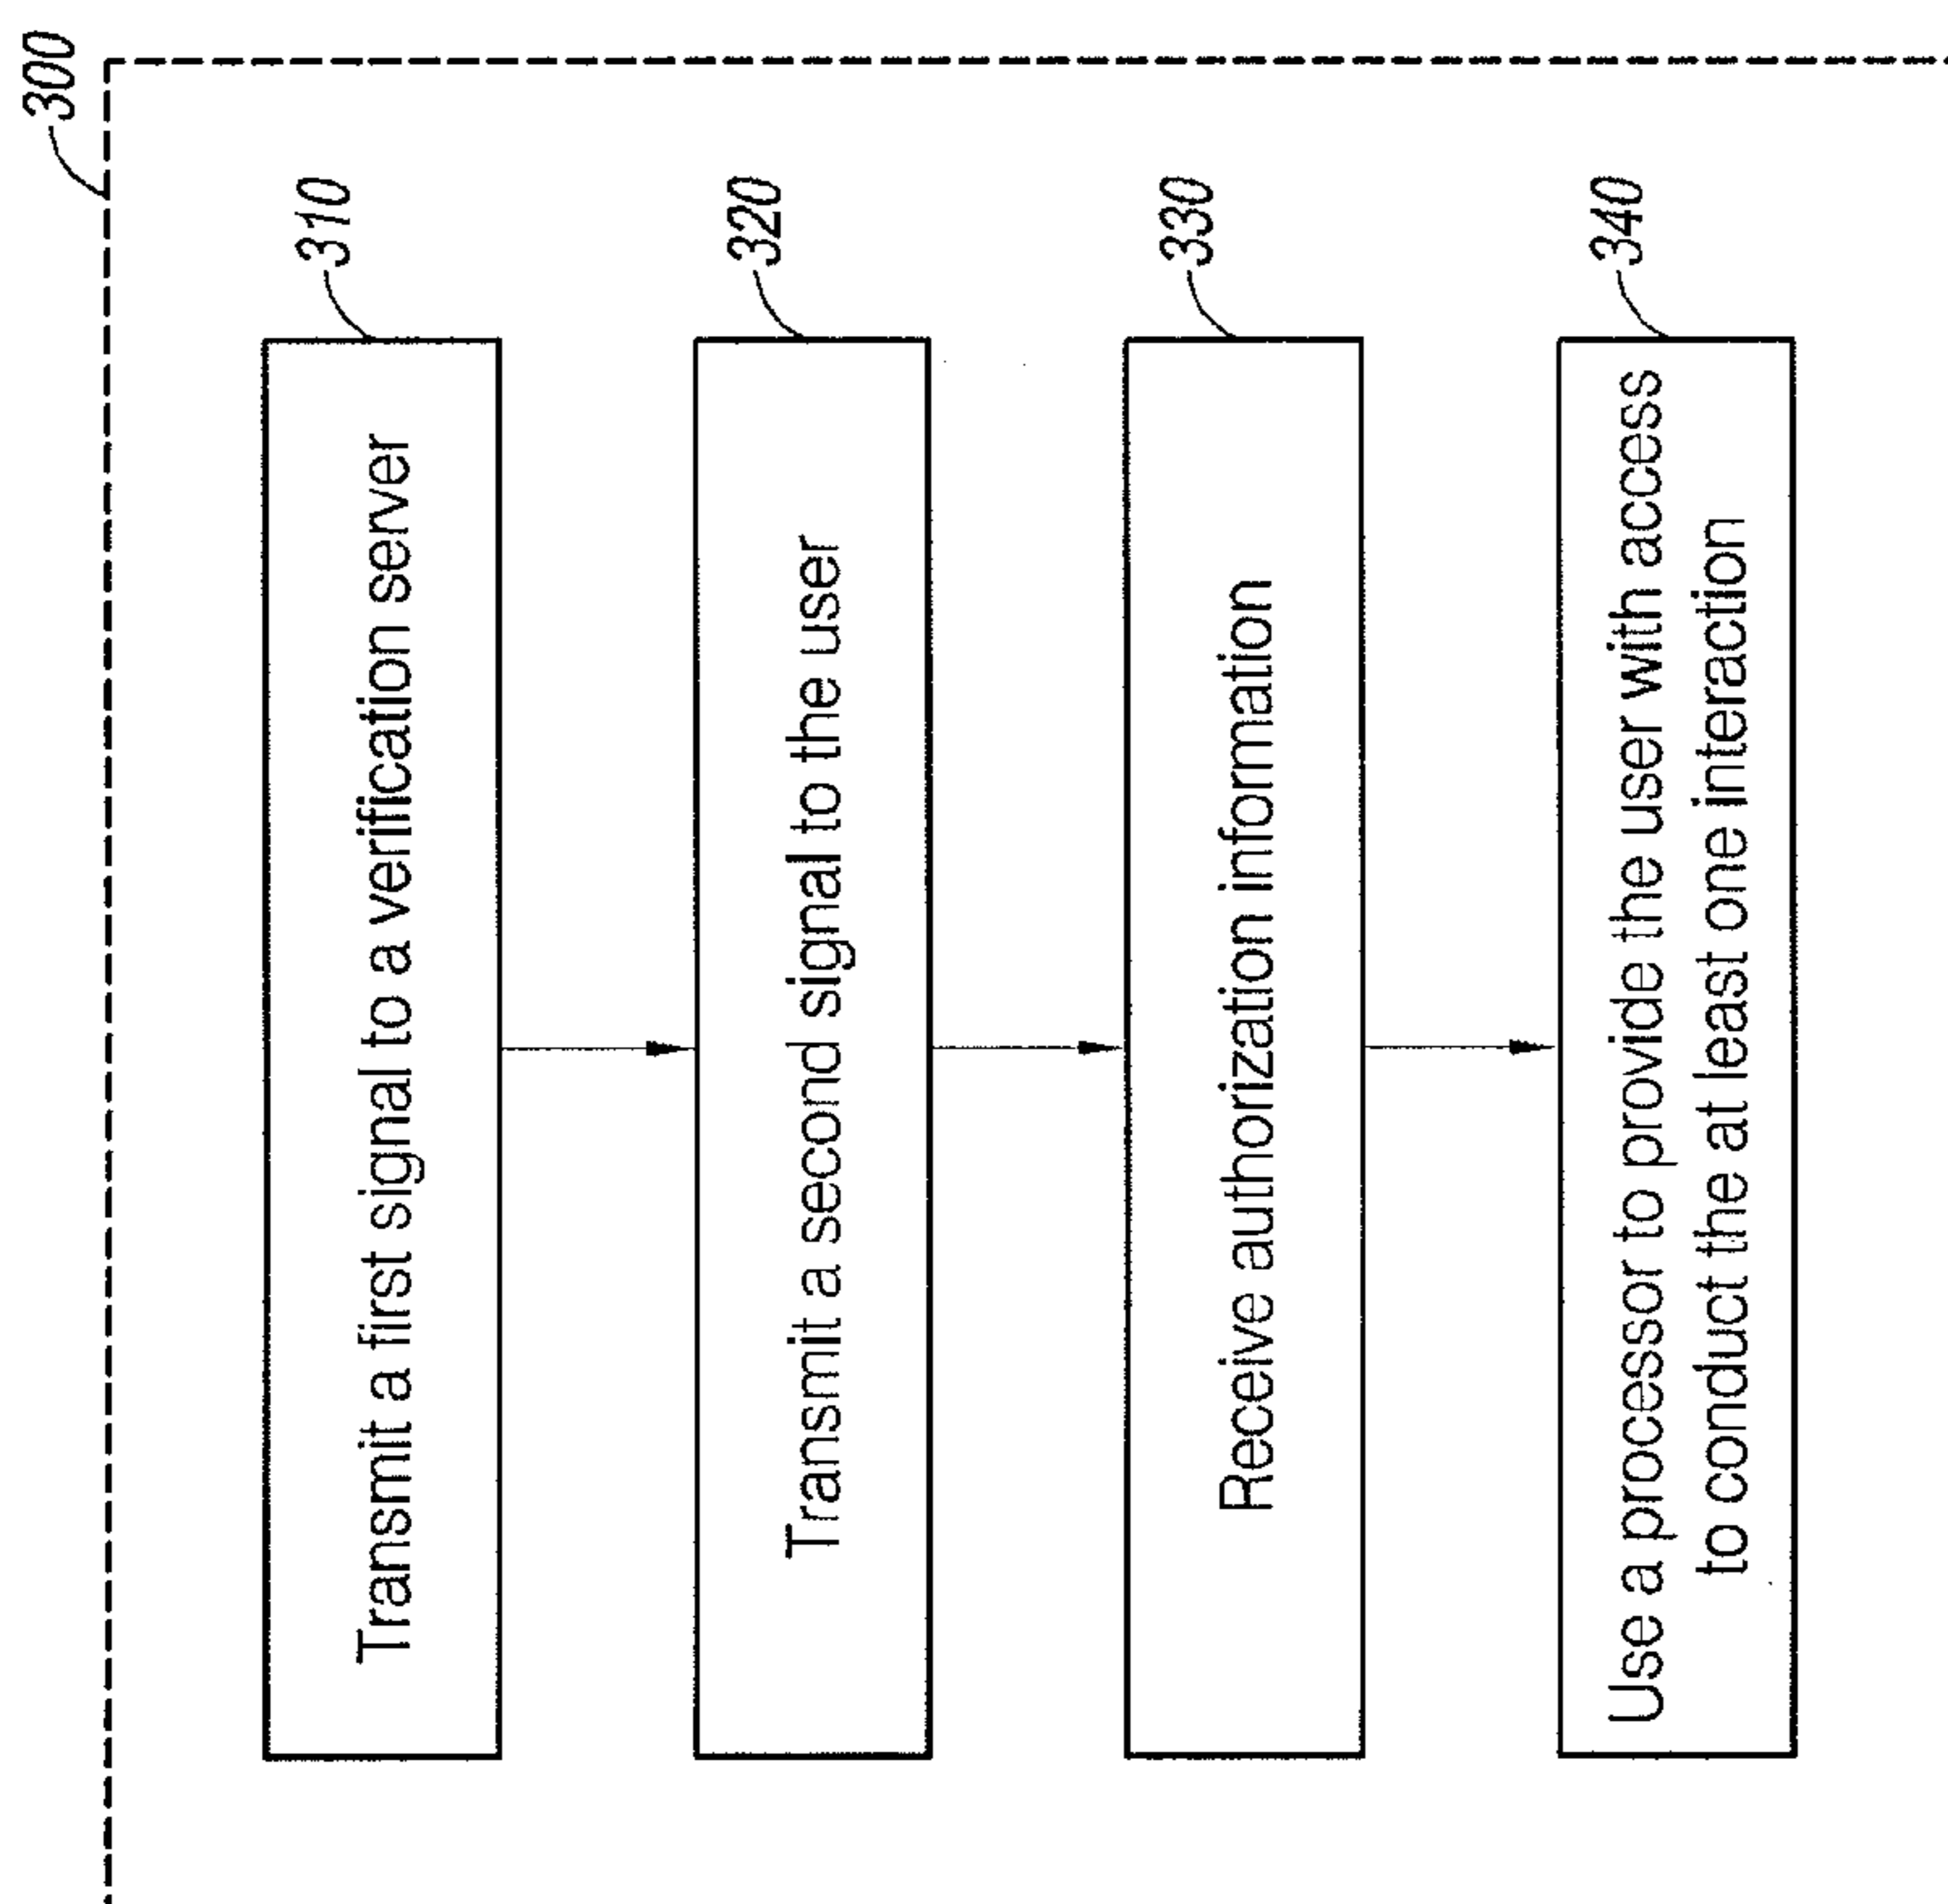 300
310
Transmit a first signal to a verification server
320
Transmit a second signal to the user
330
Receive authorization information
340
Use a processor to provide the user with access
to conduct the at least one interaction